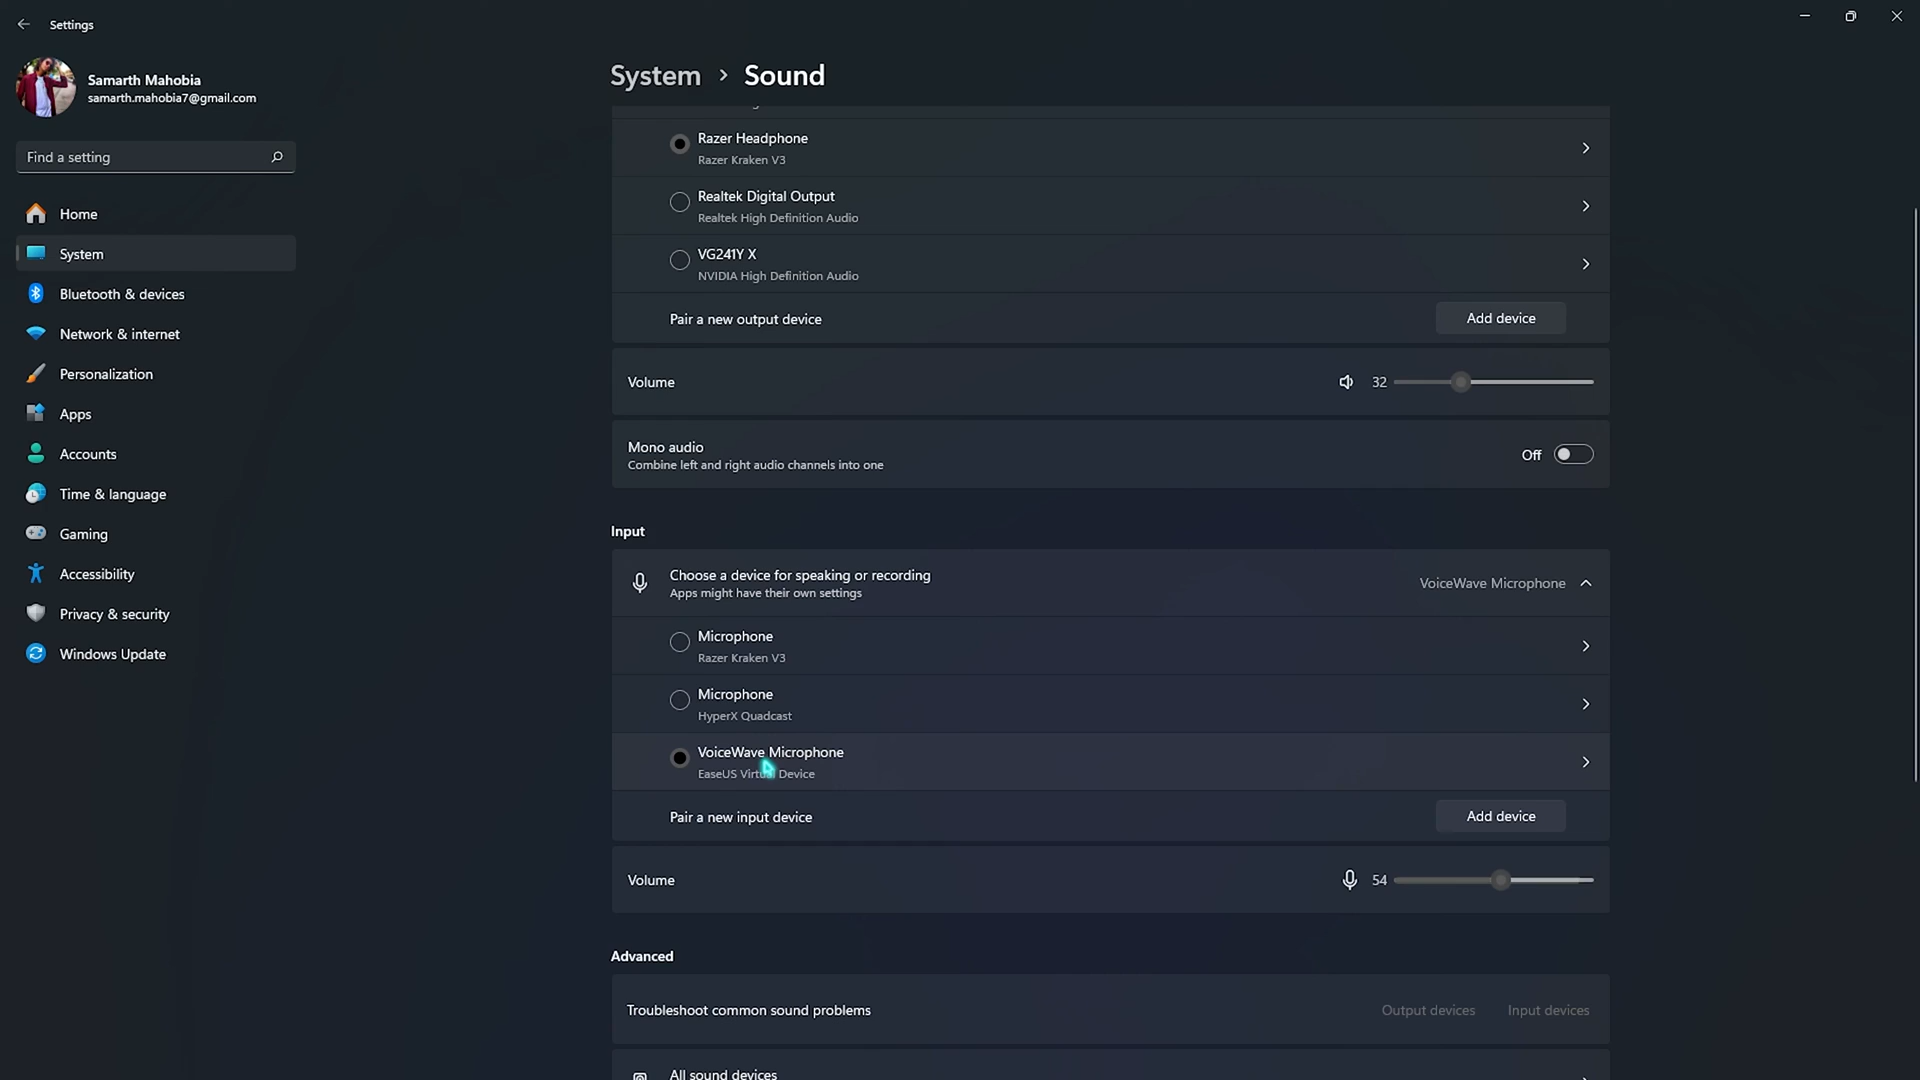 Settings
Samarth Mahobia
samarth.mahobia7@gmail.com
Find a setting
Home
System
Bluetooth & devices
Network & internet
Personalization
Apps
Accounts
Time & language
Gaming
Accessibility
Privacy & security
Windows Update
System > Sound
Razer Headphone
Razer Kraken V3
Realtek Digital Output
Realtek High Definition Audio
VG241Y X
NVIDIA High Definition Audio
Pair a new output device Add device
Volume 32
Mono audio
Combine left and right audio channels into one
Off
Input
Choose a device for speaking or recording
Apps might have their own settings
VoiceWave Microphone
Microphone
Razer Kraken V3
Microphone
HyperX Quadcast
VoiceWave Microphone
EaseUS Virtual Device
Pair a new input device Add device
Volume 54
Advanced
Troubleshoot common sound problems Output devices Input devices
All sound devices